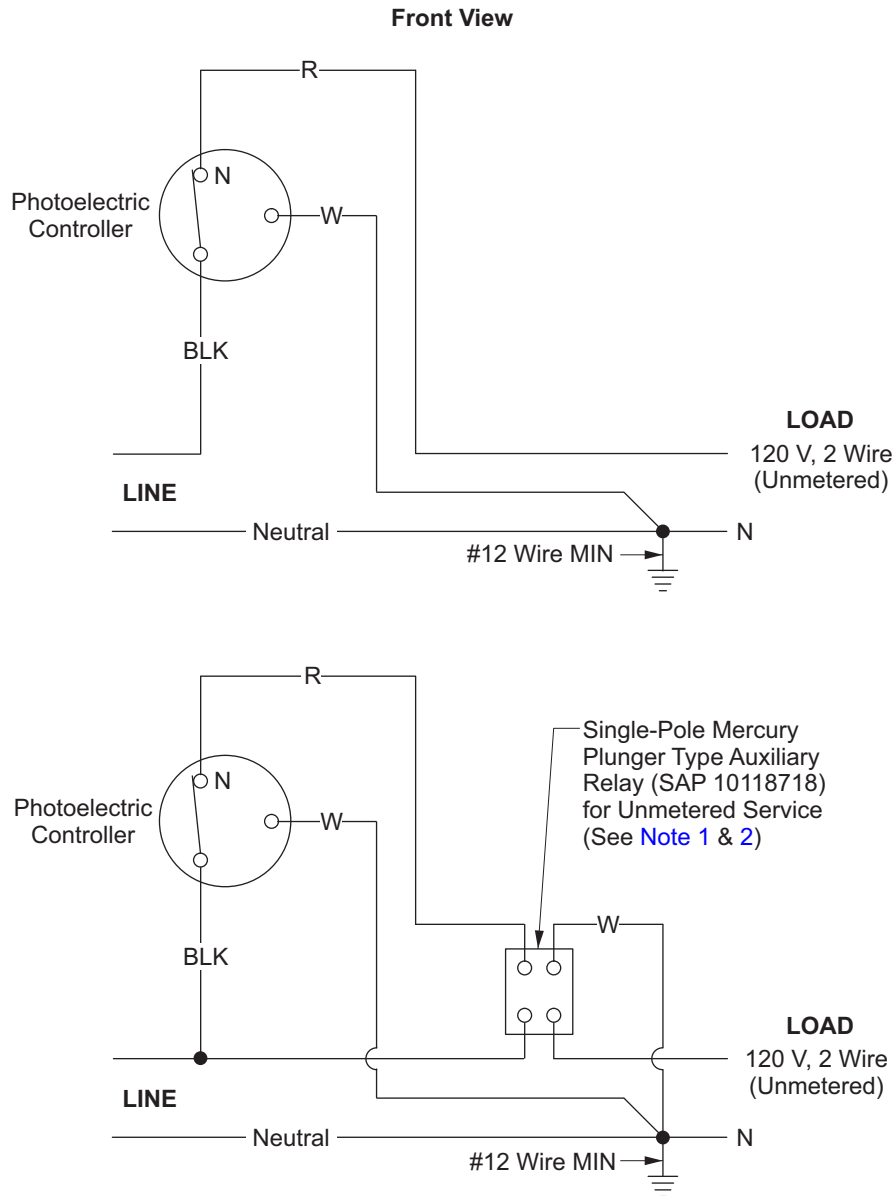 Front View
R
N
Photoelectric
Controller
W
BLK
LOAD
120 V, 2 Wire
(Unmetered)
LINE
Neutral
N
#12 Wire MIN
R
Single-Pole Mercury
Plunger Type Auxiliary
Relay (SAP 10118718)
for Unmetered Service
(See Note 1 & 2)
N
Photoelectric
Controller
W
W
BLK
LOAD
120 V, 2 Wire
(Unmetered)
LINE
Neutral
N
#12 Wire MIN